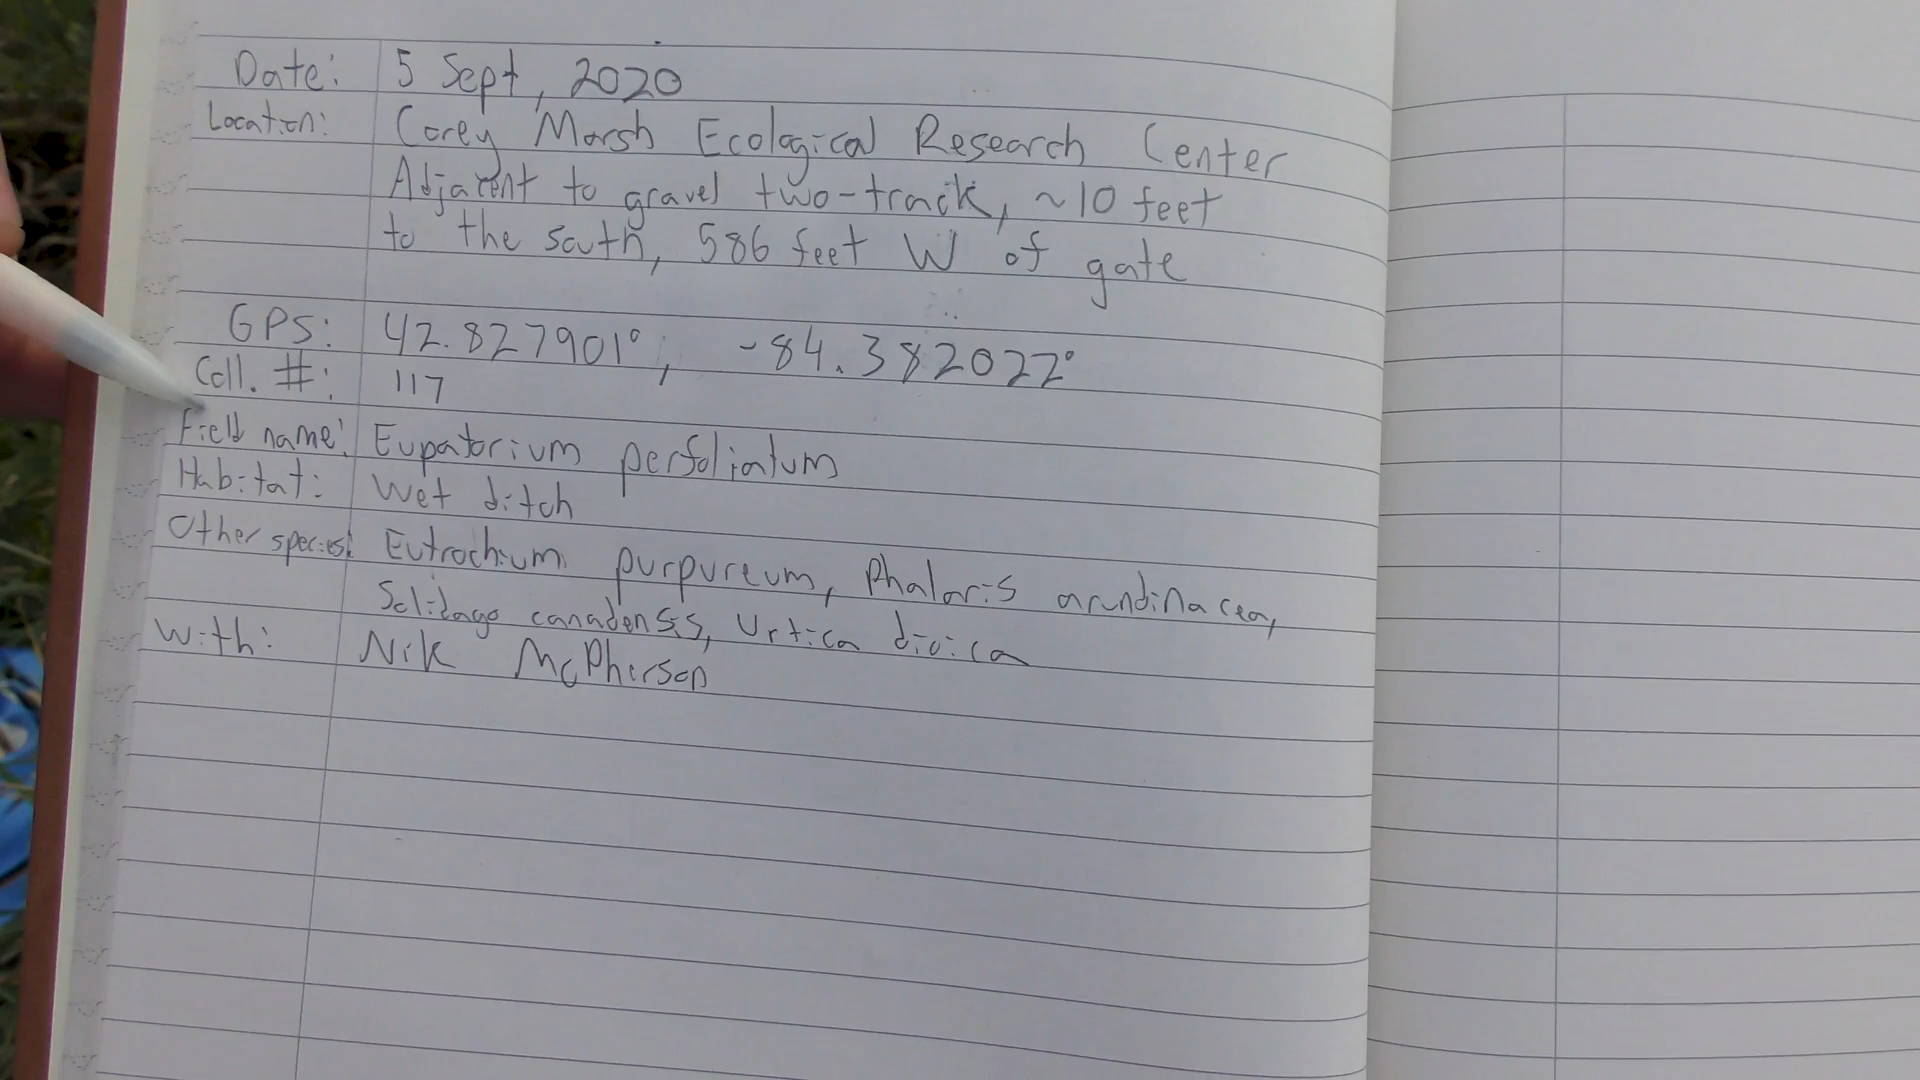 Date: 5 Sept, 2020
Location: Corey Marsh Ecological Research Center
Adjacent to gravel two-track, ~10 feet
to the south, 586 feet W of gate
GPS: 42.827901°, -84.382022°
Coll. #: 117
Field name: Eupatorium perfoliatum
Habitat: Wet ditch
Other species: Eutrochium purpureum, Phalaris arundinacea,
Solidago canadensis, Urtica dioica
With: Nik McPherson